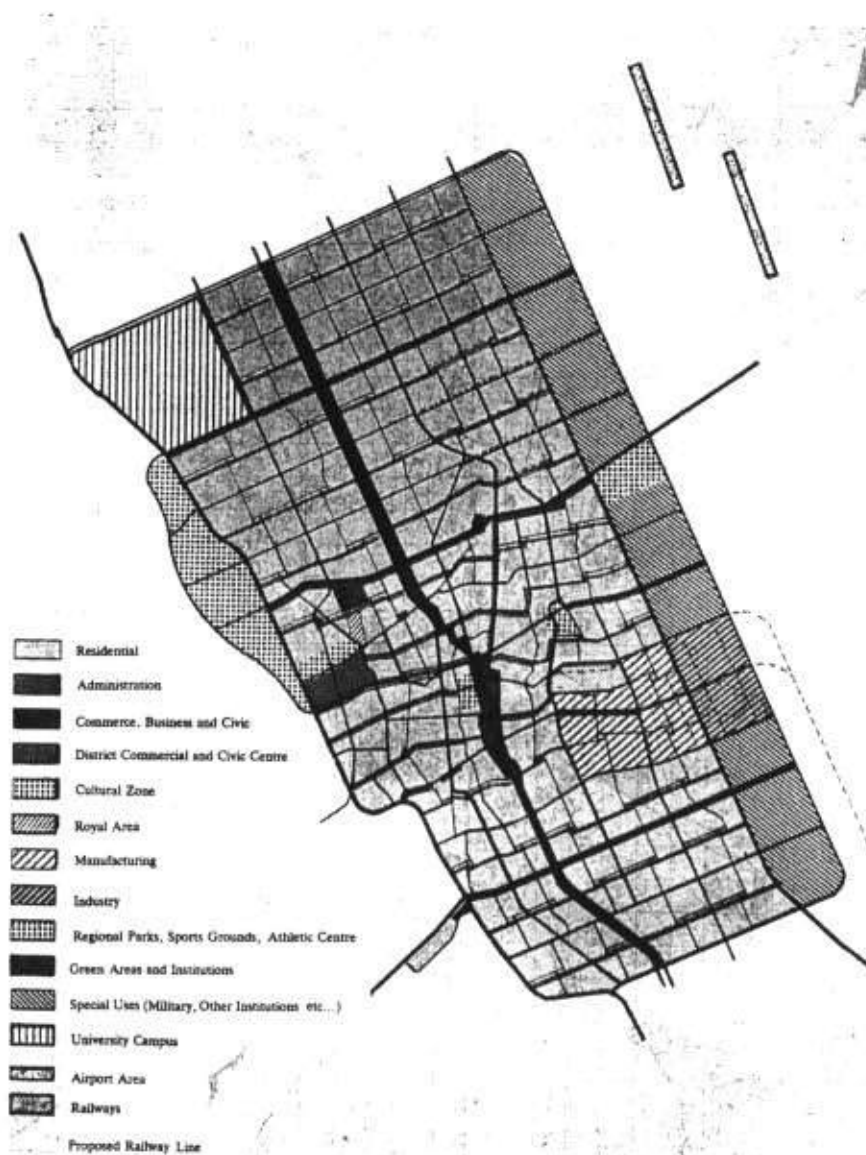 Residential
Administration
Commerce, Business and Civic
District Commercial and Civic Centre
Cultural Zone
Royal Area
Manufacturing
Industry
Regional Parks, Sports Grounds, Athletic Centre
Green Areas and Institutions
Special Uses (Military, Other Institutions etc...)
University Campus
Airport Area
Railways
Proposed Railway Line